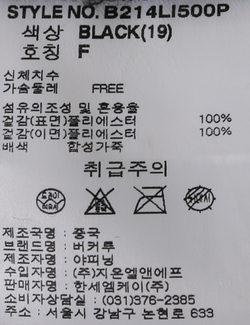 STYLE NO. B214LI500P
색상 BLACK(19)
호칭 F
신체치수
가슴둘레 FREE
섬유의조성 및 혼용율
겉감(표면)폴리에스터 100%
겉감(이면)폴리에스터 100%
배색 합성가죽
취급주의
드라이
제조국명 : 중국
브랜드명 : 버커루
제조자명 : 야피닝
수입자명 : (주)지온엘앤에프
판매자명 : 한세엠케이(주)
소비자상담실 : (031)376-2385
주소 : 서울시 강남구 논현로 633